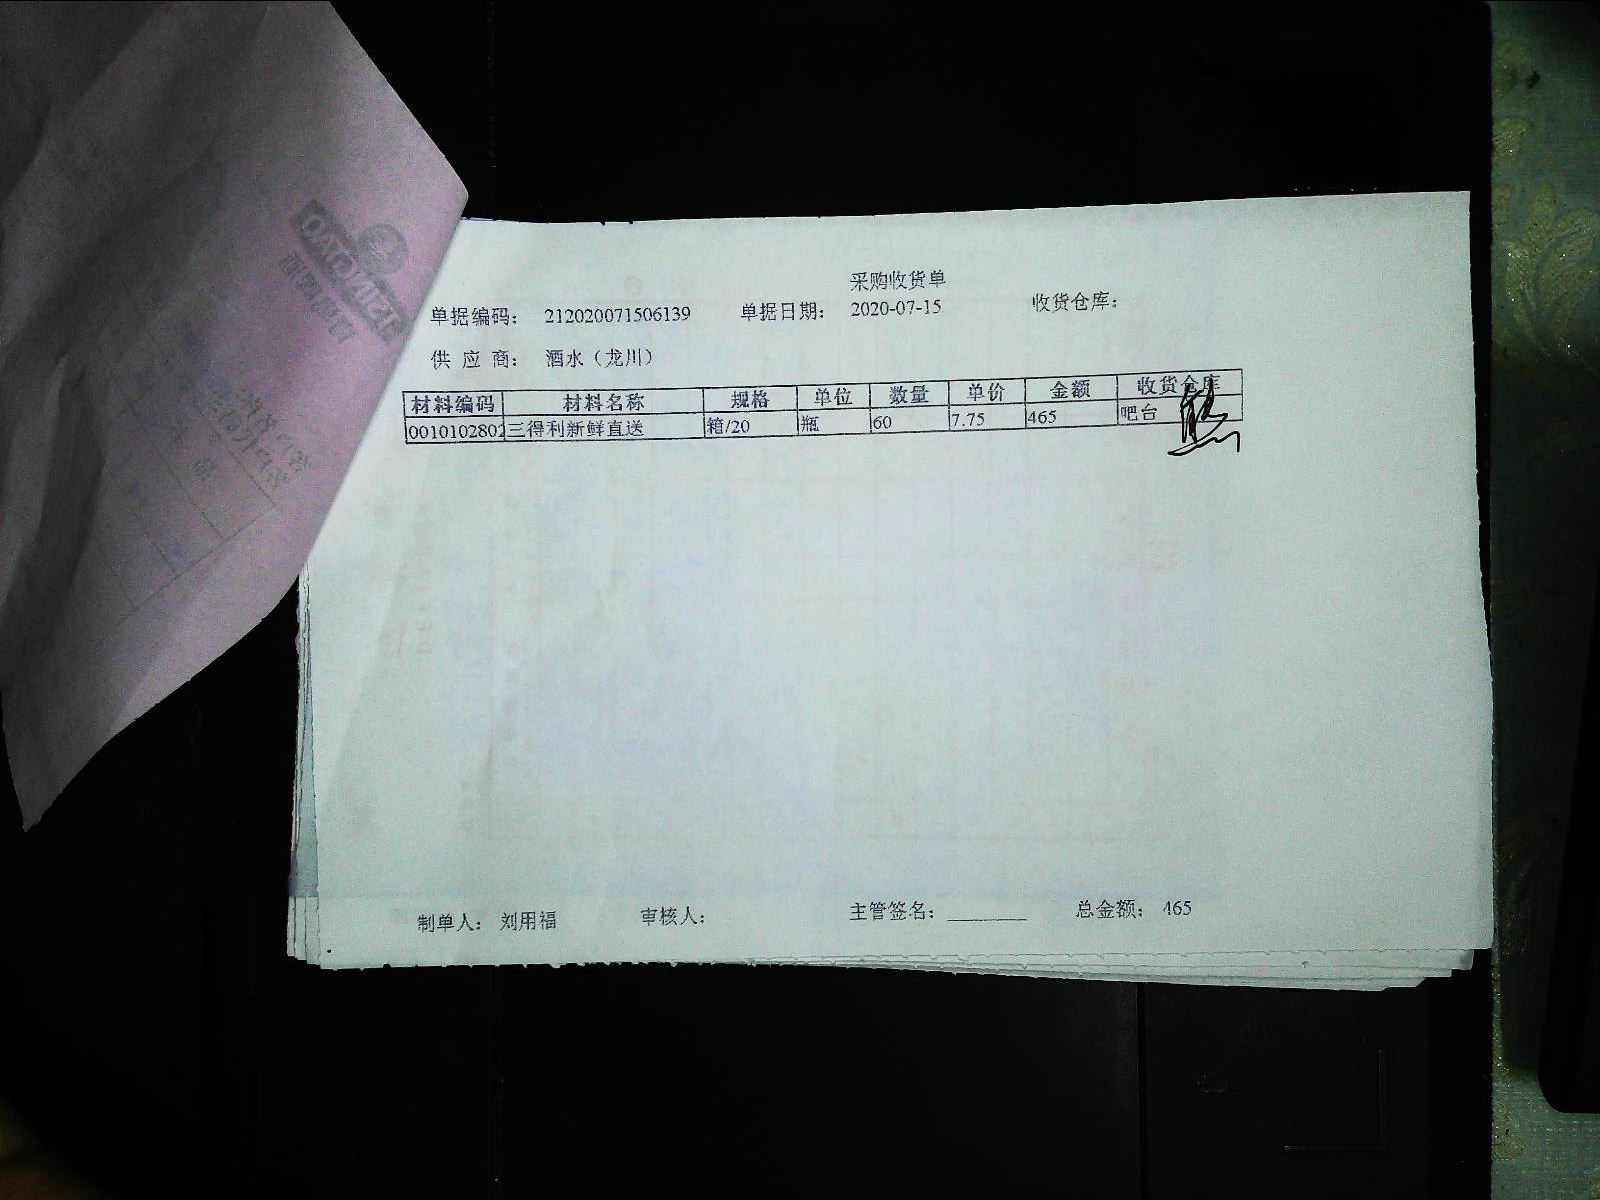 采购收货单
单据编码： 212020071506139 单据日期： 2020-07-15 收货仓库：
供 应 商： 酒水（龙川）
材料编码 材料名称 规格 单位 数量 单价 金额 收货仓库
0010102802 三得利新鲜直送 箱/20 瓶 60 7.75 465 吧台
制单人： 刘用福 审核人： 主管签名： 总金额： 465
TSINGTAO